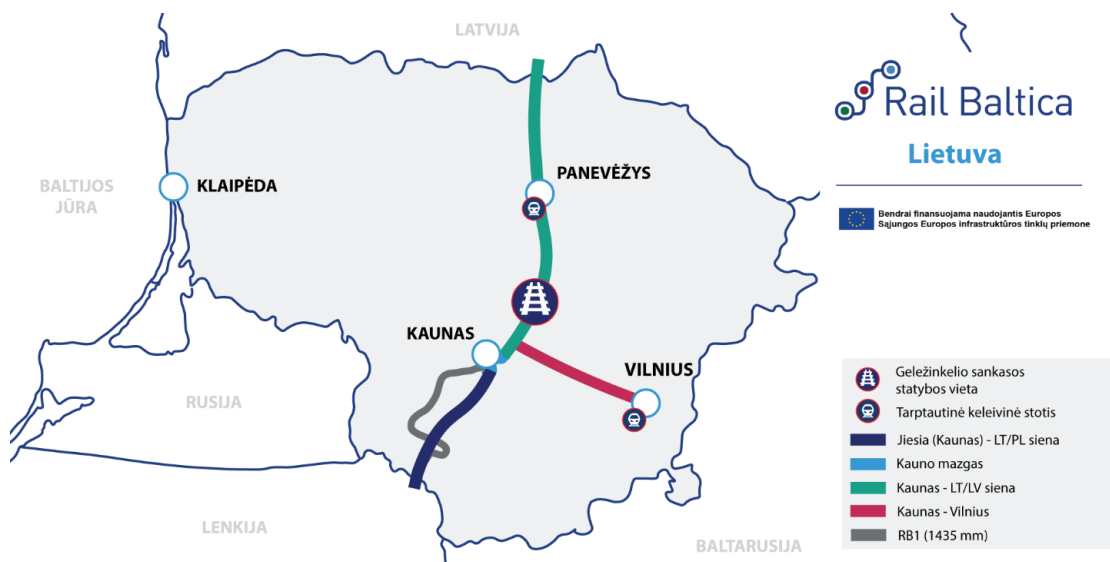 LATVIJA
Rail Baltica
Lietuva
BALTIJOS
JŪRA
KLAIPĖDA
PANEVĖŽYS
Bendrai finansuojama naudojantis Europos
Sąjungos Europos infrastruktūros tinklų priemone
KAUNAS
VILNIUS
RUSIJA
LENKIJA
BALTARUSIJA
Geležinkelio sankasos
statybos vieta
Tarptautinė keleivinė stotis
Jiesia (Kaunas) - LT/PL siena
Kauno mazgas
Kaunas - LT/LV siena
Kaunas - Vilnius
RB1 (1435 mm)